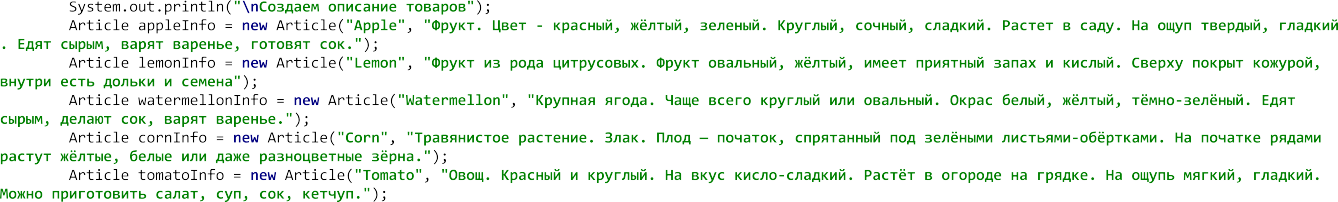 System.out.println("\nСоздаем описание товаров");
Article appleInfo = new Article("Apple", "Фрукт. Цвет - красный, жёлтый, зеленый. Круглый, сочный, сладкий. Растет в саду. На ощуп твердый, гладкий
. Едят сырым, варят варенье, готовят сок.");
Article lemonInfo = new Article("Lemon", "Фрукт из рода цитрусовых. Фрукт овальный, жёлтый, имеет приятный запах и кислый. Сверху покрыт кожурой,
внутри есть дольки и семена");
Article watermellonInfo = new Article("Watermellon", "Крупная ягода. Чаще всего круглый или овальный. Окрас белый, жёлтый, тёмно-зелёный. Едят
сырым, делают сок, варят варенье.");
Article cornInfo = new Article("Corn", "Травянистое растение. Злак. Плод — початок, спрятанный под зелёными листьями-обёртками. На початке рядами
растут жёлтые, белые или даже разноцветные зёрна.");
Article tomatoInfo = new Article("Tomato", "Овощ. Красный и круглый. На вкус кисло-сладкий. Растёт в огороде на грядке. На ощупь мягкий, гладкий.
Можно приготовить салат, суп, сок, кетчуп.");